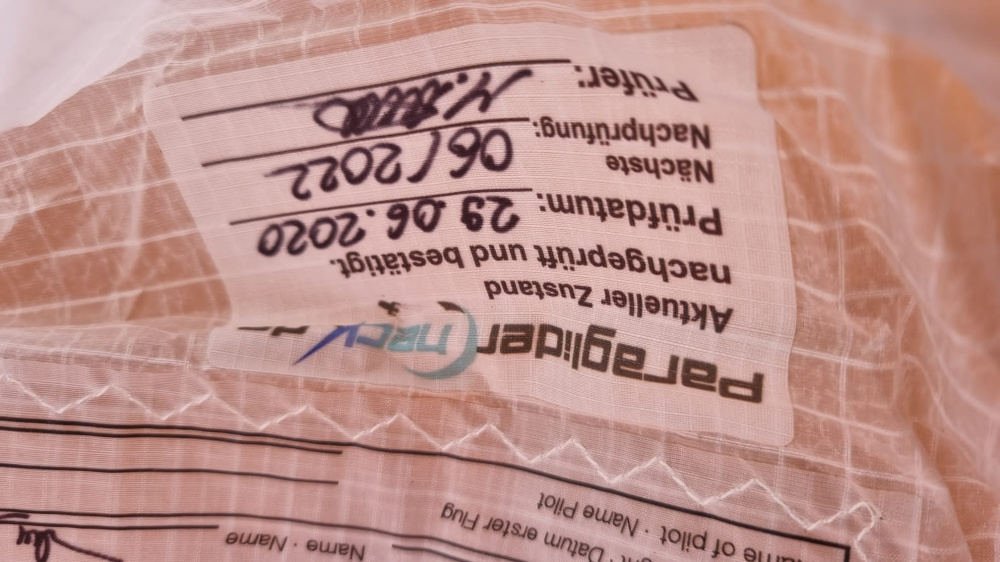 Paraglider Check
Aktueller Zustand
nachgeprüft und bestätigt.
Prüfdatum: 29.06.2020
Nächste
Nachprüfung: 06/2022
Prüfer:
of pilot · Name Pilot
Datum erster Flug
Name · Name